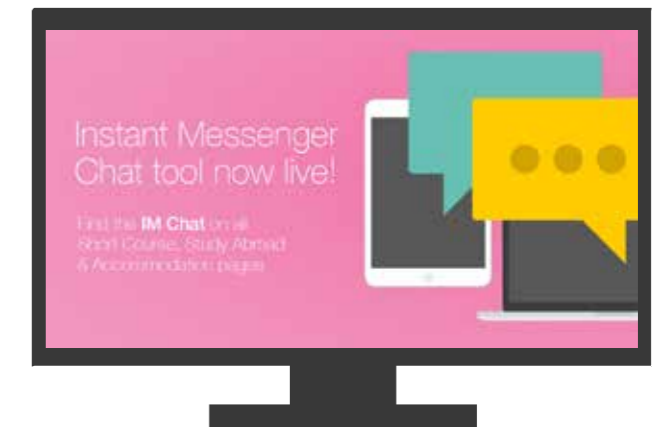 Instant Messenger
Chat tool now live!
Find the IM Chat on all
Short Course, Study Abroad
& Accommodation pages